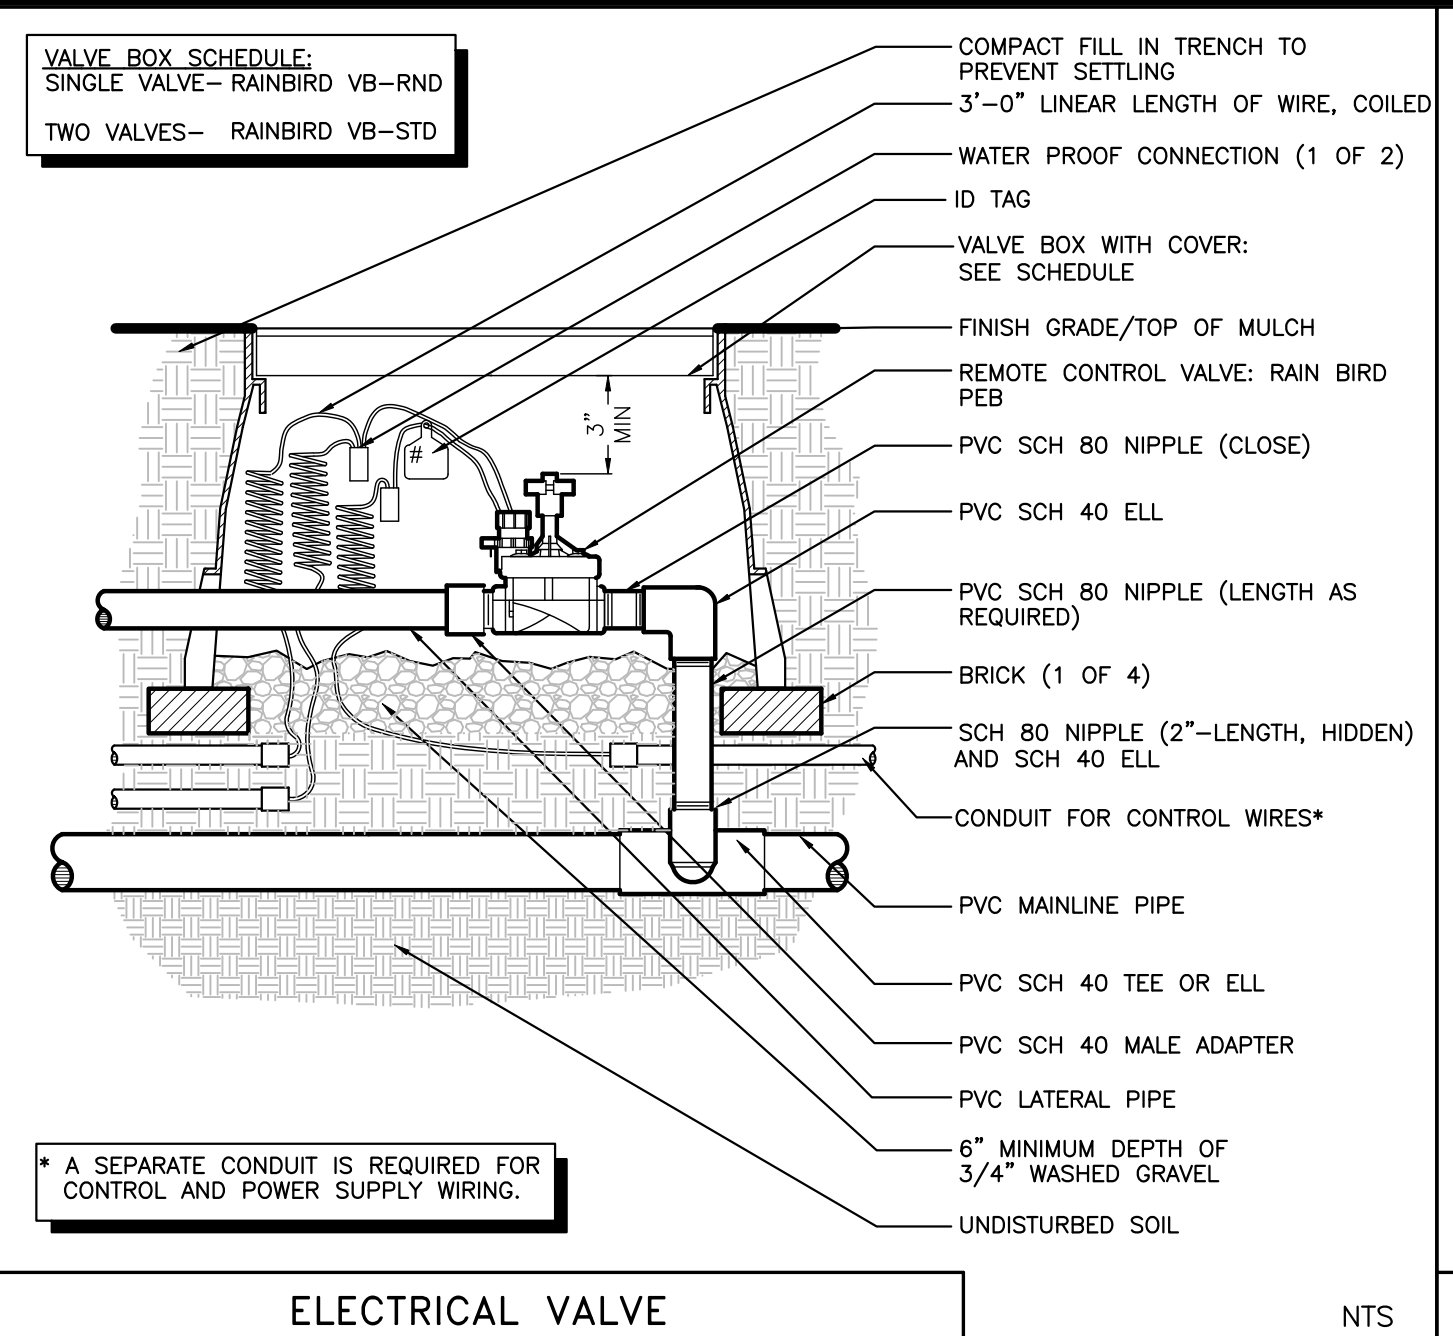 VALVE BOX SCHEDULE:
SINGLE VALVE– RAINBIRD VB–RND
TWO VALVES– RAINBIRD VB–STD
COMPACT FILL IN TRENCH TO
PREVENT SETTLING
3'–0" LINEAR LENGTH OF WIRE, COILED
WATER PROOF CONNECTION (1 OF 2)
ID TAG
VALVE BOX WITH COVER:
SEE SCHEDULE
FINISH GRADE/TOP OF MULCH
REMOTE CONTROL VALVE: RAIN BIRD
PEB
3"
MIN
#
PVC SCH 80 NIPPLE (CLOSE)
PVC SCH 40 ELL
PVC SCH 80 NIPPLE (LENGTH AS
REQUIRED)
BRICK (1 OF 4)
SCH 80 NIPPLE (2"–LENGTH, HIDDEN)
AND SCH 40 ELL
CONDUIT FOR CONTROL WIRES*
PVC MAINLINE PIPE
PVC SCH 40 TEE OR ELL
PVC SCH 40 MALE ADAPTER
PVC LATERAL PIPE
6" MINIMUM DEPTH OF
3/4" WASHED GRAVEL
UNDISTURBED SOIL
* A SEPARATE CONDUIT IS REQUIRED FOR
CONTROL AND POWER SUPPLY WIRING.
ELECTRICAL VALVE
NTS